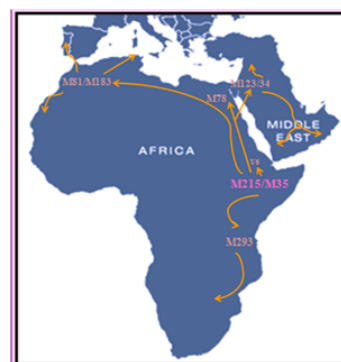 M81/M183
M123/34
M78
MIDDLE
EAST
AFRICA
V6
M215/M35
M293